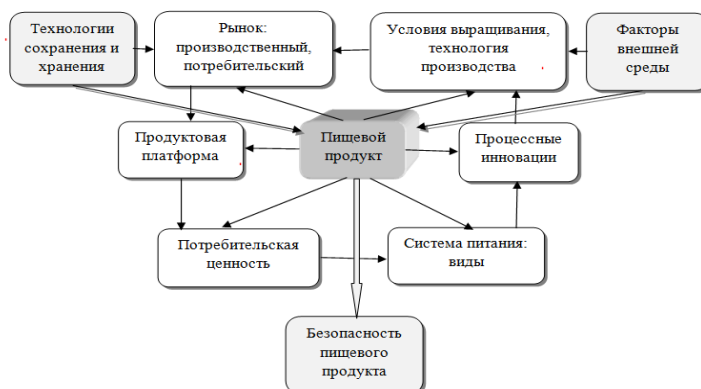 Технологии
сохранения и
хранения
Рынок:
производственный,
потребительский
Условия выращивания,
технология
производства
Факторы
внешней
среды
Продуктовая
платформа
Пищевой
продукт
Процессные
инновации
Потребительская
ценность
Система питания:
виды
Безопасность
пищевого
продукта